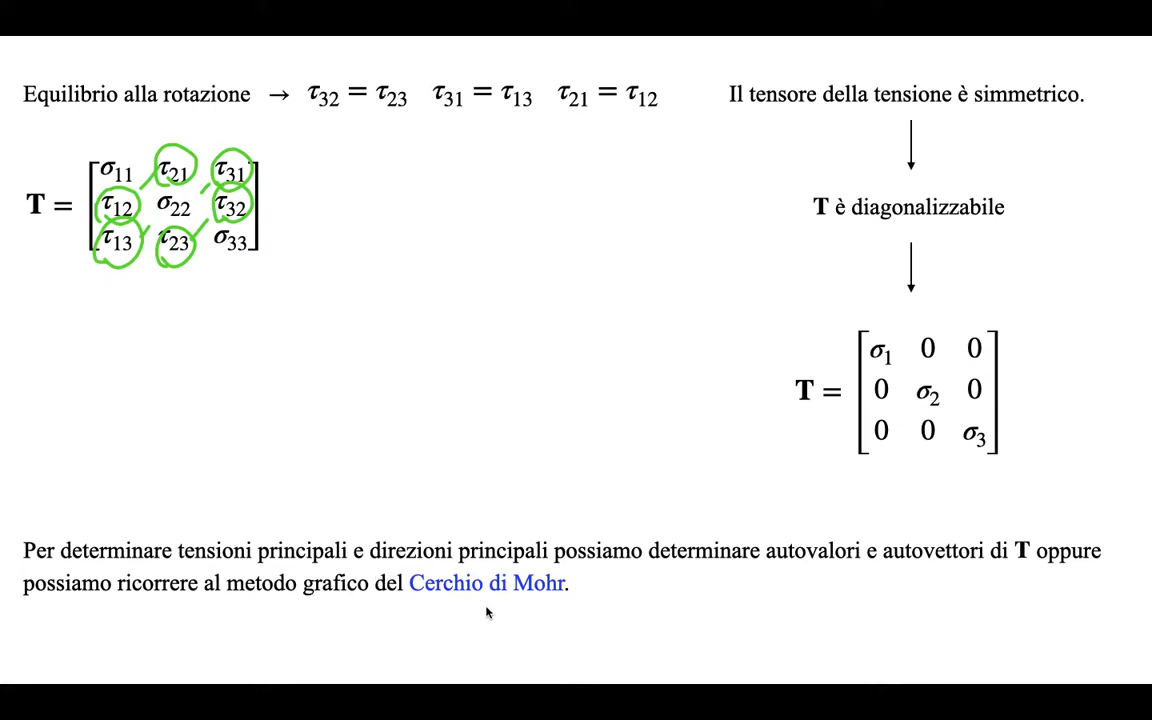 Equilibrio alla rotazione → τ32 = τ23 τ31 = τ13 τ21 = τ12
Il tensore della tensione è simmetrico.
T = [σ11 τ21 τ31
τ12 σ22 τ32
τ13 τ23 σ33]
T è diagonalizzabile
T = [σ1 0 0
0 σ2 0
0 0 σ3]
Per determinare tensioni principali e direzioni principali possiamo determinare autovalori e autovettori di T oppure
possiamo ricorrere al metodo grafico del Cerchio di Mohr.